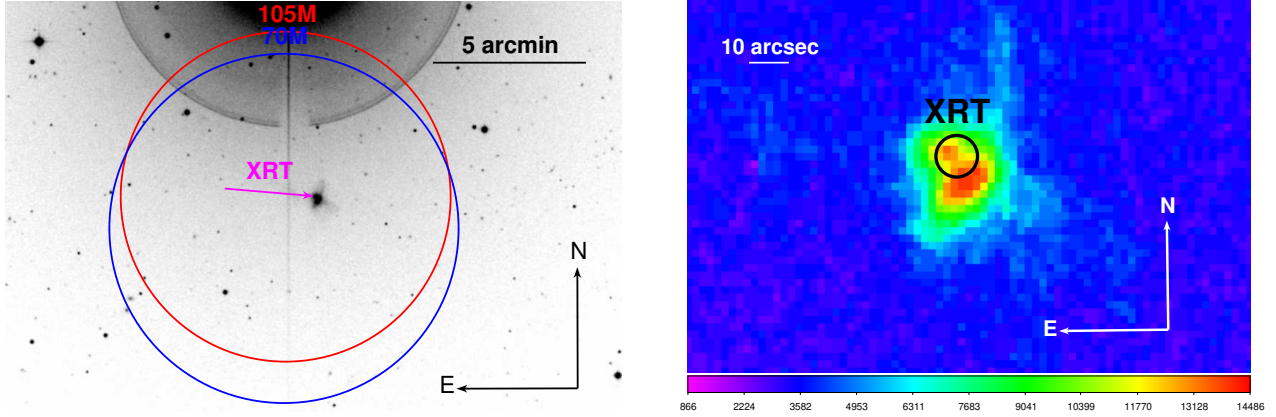 105M
70M
5 arcmin
XRT
N
E
10 arcsec
XRT
N
E
866 2224 3582 4953 6311 7683 9041 10399 11770 13128 14486